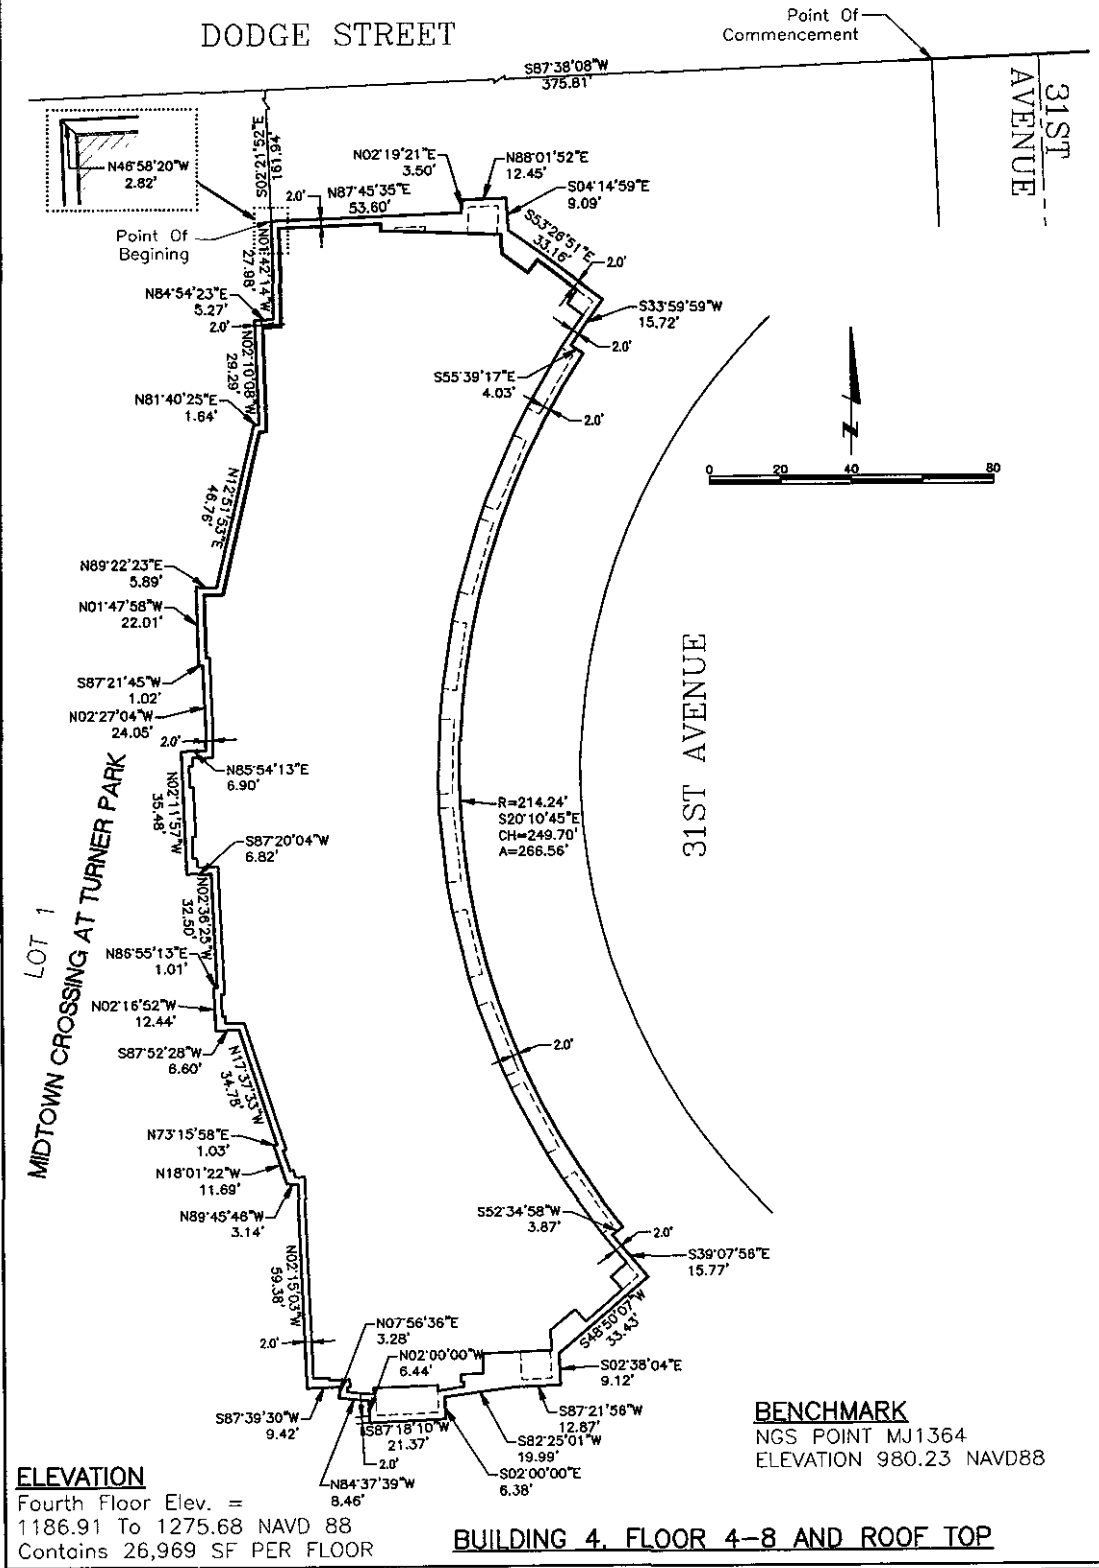 DODGE STREET
Point Of
Commencement
S87°38'08"W
375.81'
31ST
AVENUE
N46°58'20"W
2.82'
S02°21'52"E
161.94'
N02°19'21"E
3.50'
N88°01'52"E
12.45'
S04°14'59"E
9.09'
2.0'
N87°45'35"E
53.60'
Point Of
Begining
S53°28'51"E
33.16'
2.0'
N01°42'14"W
27.98'
N84°54'23"E
5.27'
2.0'
S33°59'59"W
15.72'
2.0'
N02°10'08"W
29.29'
S55°39'17"E
4.03'
2.0'
N81°40'25"E
1.64'
N
0 20 40 80
N12°51'53"E
46.76'
N89°22'23"E
5.89'
N01°47'58"W
22.01'
S87°21'45"W
1.02'
N02°27'04"W
24.05'
2.0'
31ST AVENUE
N85°54'13"E
6.90'
N02°11'57"W
35.48'
R=214.24'
S20°10'45"E
CH=249.70'
A=266.56'
S87°20'04"W
6.82'
LOT 1
MIDTOWN CROSSING AT TURNER PARK
N02°36'25"W
32.50'
N86°55'13"E
1.01'
N02°16'52"W
12.44'
S87°52'28"W
6.60'
2.0'
N17°37'33"W
34.78'
N73°15'58"E
1.03'
N18°01'22"W
11.69'
N89°45'46"W
3.14'
S52°34'58"W
3.87'
2.0'
S39°07'58"E
15.77'
N02°15'03"W
59.38'
S48°50'07"W
33.43'
2.0'
N07°56'36"E
3.28'
N02°00'00"W
6.44'
S02°38'04"E
9.12'
S87°39'30"W
9.42'
S87°18'10"W
21.37'
S87°21'56"W
12.87'
S82°25'01"W
19.99'
2.0'
S02°00'00"E
6.38'
N84°37'39"W
8.46'
BENCHMARK
NGS POINT MJ1364
ELEVATION 980.23 NAVD88
ELEVATION
Fourth Floor Elev. =
1186.91 To 1275.68 NAVD 88
Contains 26,969 SF PER FLOOR
BUILDING 4, FLOOR 4-8 AND ROOF TOP